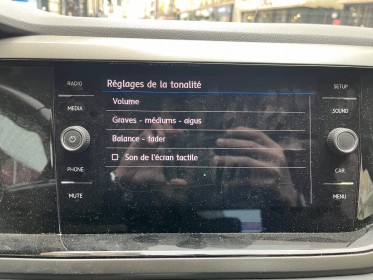 Réglages de la tonalité
Volume
Graves - médiums - aigus
Balance - fader
Son de l'écran tactile
RADIO
MEDIA
PHONE
MUTE
SETUP
SOUND
CAR
MENU